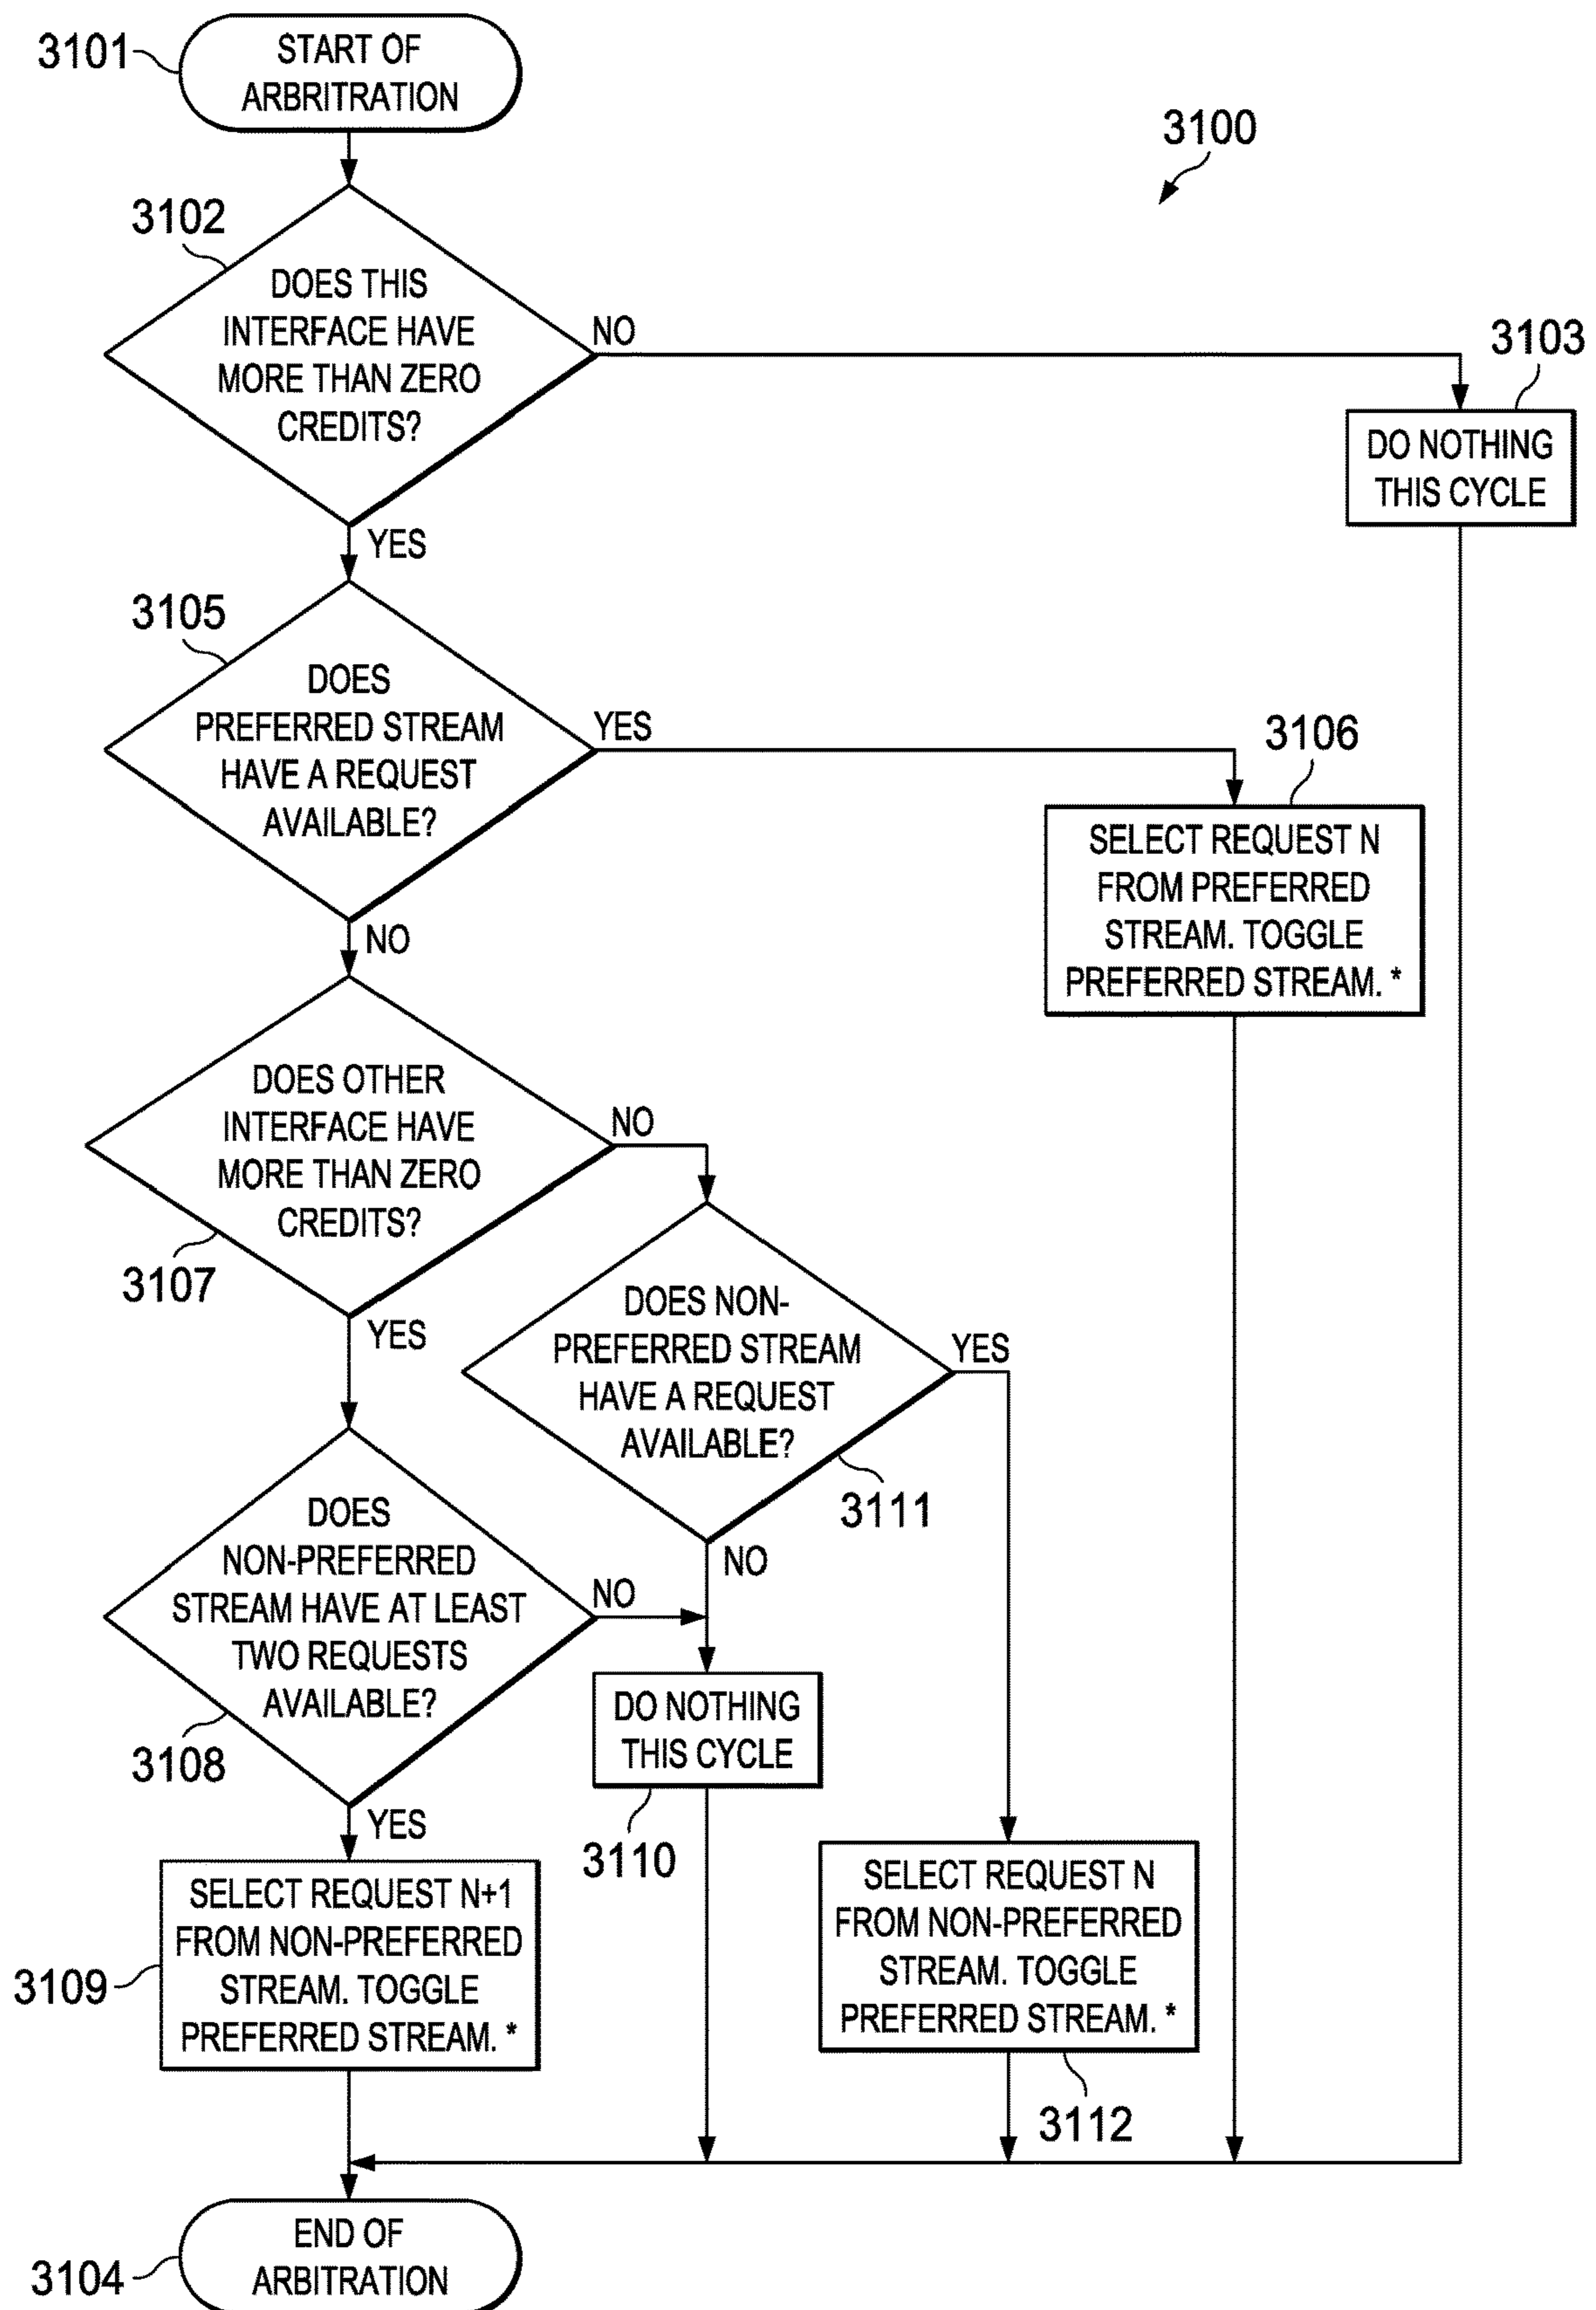 3101
START OF
ARBRITRATION
3100
3102
DOES THIS
INTERFACE HAVE
MORE THAN ZERO
CREDITS?
NO
3103
DO NOTHING
THIS CYCLE
YES
3105
DOES
PREFERRED STREAM
HAVE A REQUEST
AVAILABLE?
YES
3106
SELECT REQUEST N
FROM PREFERRED
STREAM. TOGGLE
PREFERRED STREAM. *
NO
DOES OTHER
INTERFACE HAVE
MORE THAN ZERO
CREDITS?
NO
3107
YES
DOES NON-
PREFERRED STREAM
HAVE A REQUEST
AVAILABLE?
YES
3111
NO
DOES
NON-PREFERRED
STREAM HAVE AT LEAST
TWO REQUESTS
AVAILABLE?
NO
3108
YES
DO NOTHING
THIS CYCLE
3110
SELECT REQUEST N+1
FROM NON-PREFERRED
STREAM. TOGGLE
PREFERRED STREAM. *
3109
SELECT REQUEST N
FROM NON-PREFERRED
STREAM. TOGGLE
PREFERRED STREAM. *
3112
END OF
ARBITRATION
3104